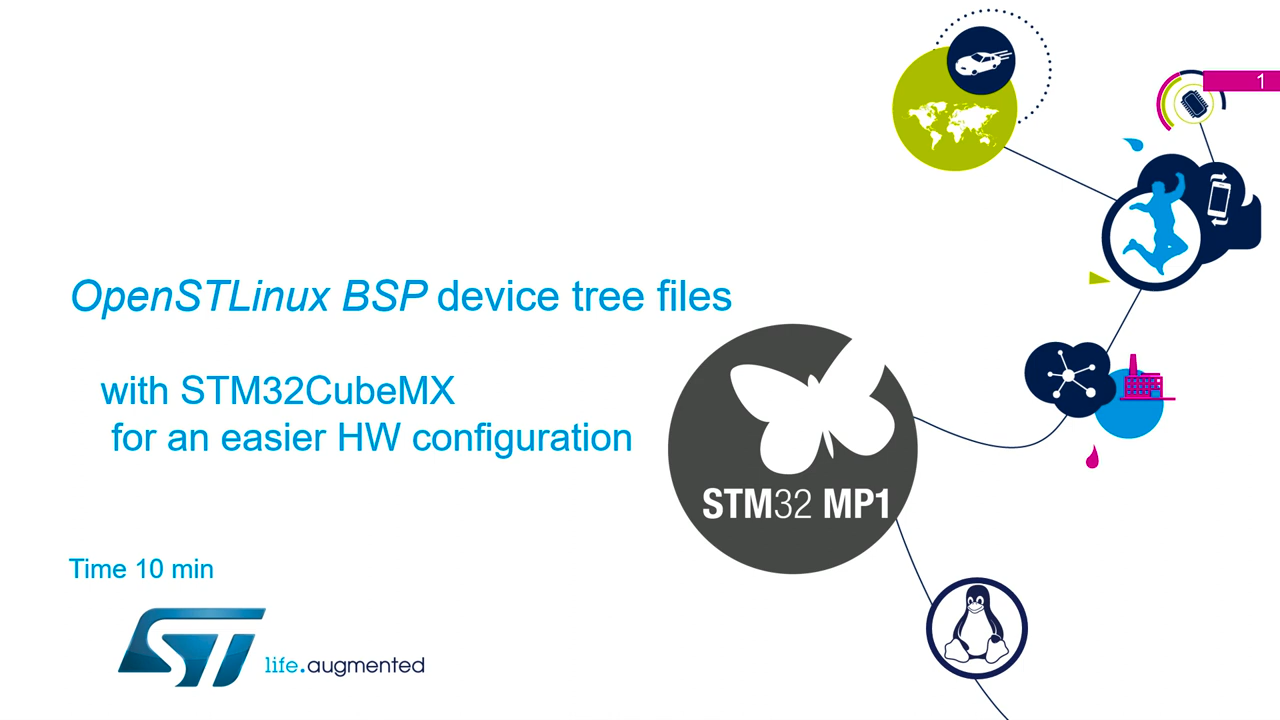 1
OpenSTLinux BSP device tree files
with STM32CubeMX
for an easier HW configuration
STM32 MP1
Time 10 min
ST
life.augmented